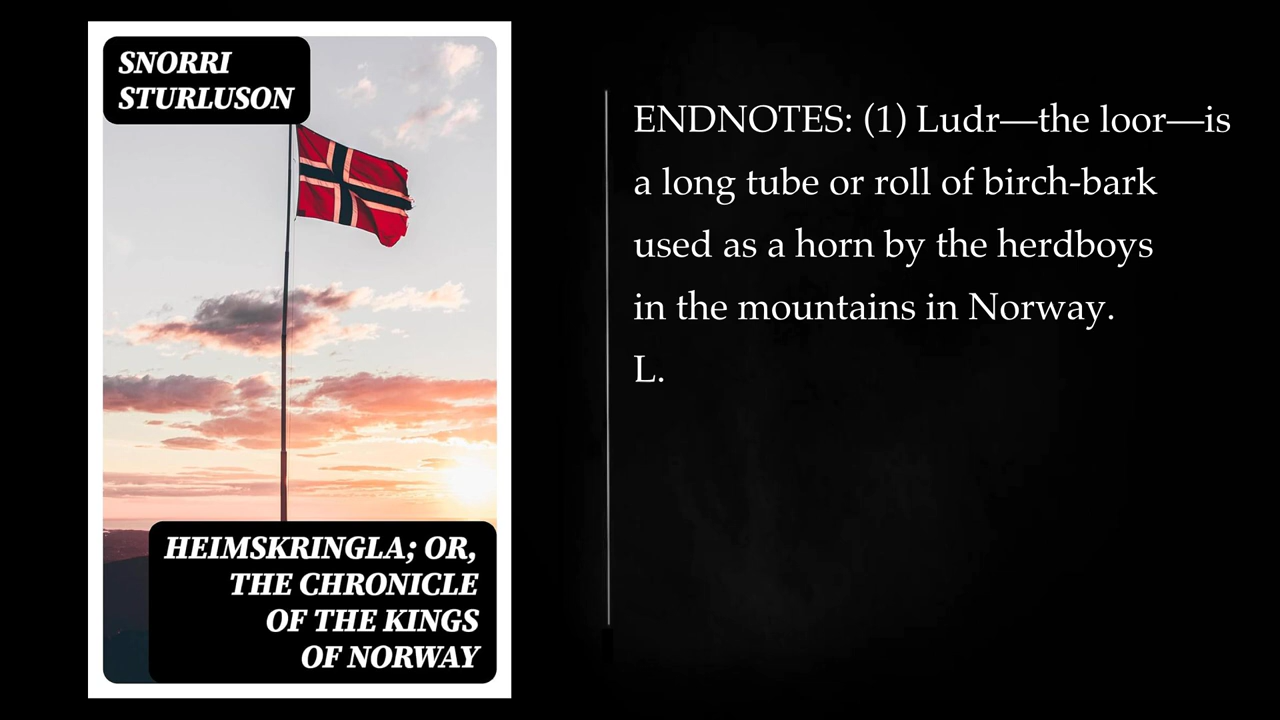 SNORRI
STURLUSON
HEIMSKRINGLA; OR,
THE CHRONICLE
OF THE KINGS
OF NORWAY
ENDNOTES: (1) Ludr—the loor—is
a long tube or roll of birch-bark
used as a horn by the herdboys
in the mountains in Norway.
L.